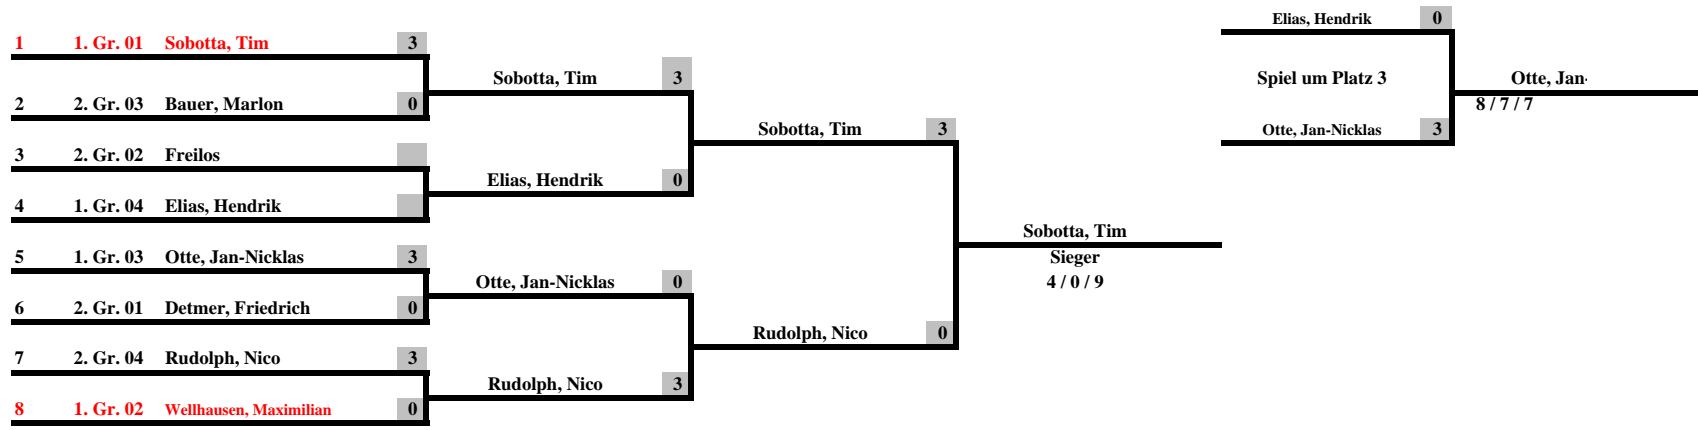 Elias, Hendrik 0
1 1. Gr. 01 Sobotta, Tim 3
Sobotta, Tim 3 Spiel um Platz 3 Otte, Jan-
2 2. Gr. 03 Bauer, Marlon 0 8 / 7 / 7
Sobotta, Tim 3 Otte, Jan-Nicklas 3
3 2. Gr. 02 Freilos
Elias, Hendrik 0
4 1. Gr. 04 Elias, Hendrik
Sobotta, Tim
5 1. Gr. 03 Otte, Jan-Nicklas 3 Sieger
Otte, Jan-Nicklas 0 4 / 0 / 9
6 2. Gr. 01 Detmer, Friedrich 0
Rudolph, Nico 0
7 2. Gr. 04 Rudolph, Nico 3
Rudolph, Nico 3
8 1. Gr. 02 Wellhausen, Maximilian 0